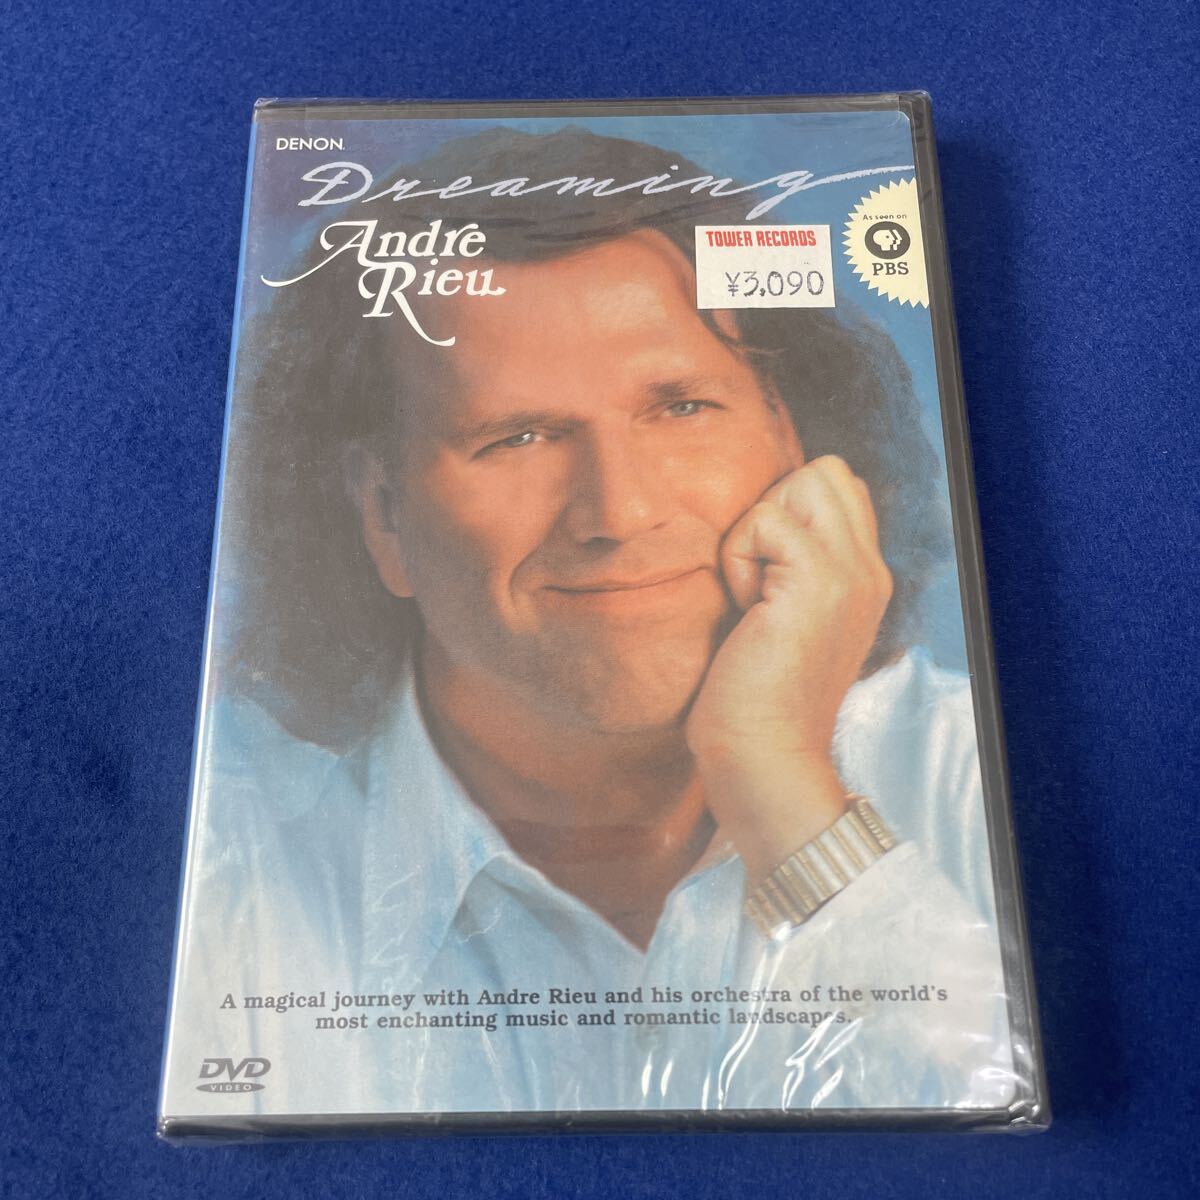 DENON
Dreaming
Andre
Rieu
TOWER RECORDS
¥3,090
As seen on
PBS
A magical journey with Andre Rieu and his orchestra of the world's
most enchanting music and romantic landscapes.
DVD
VIDEO